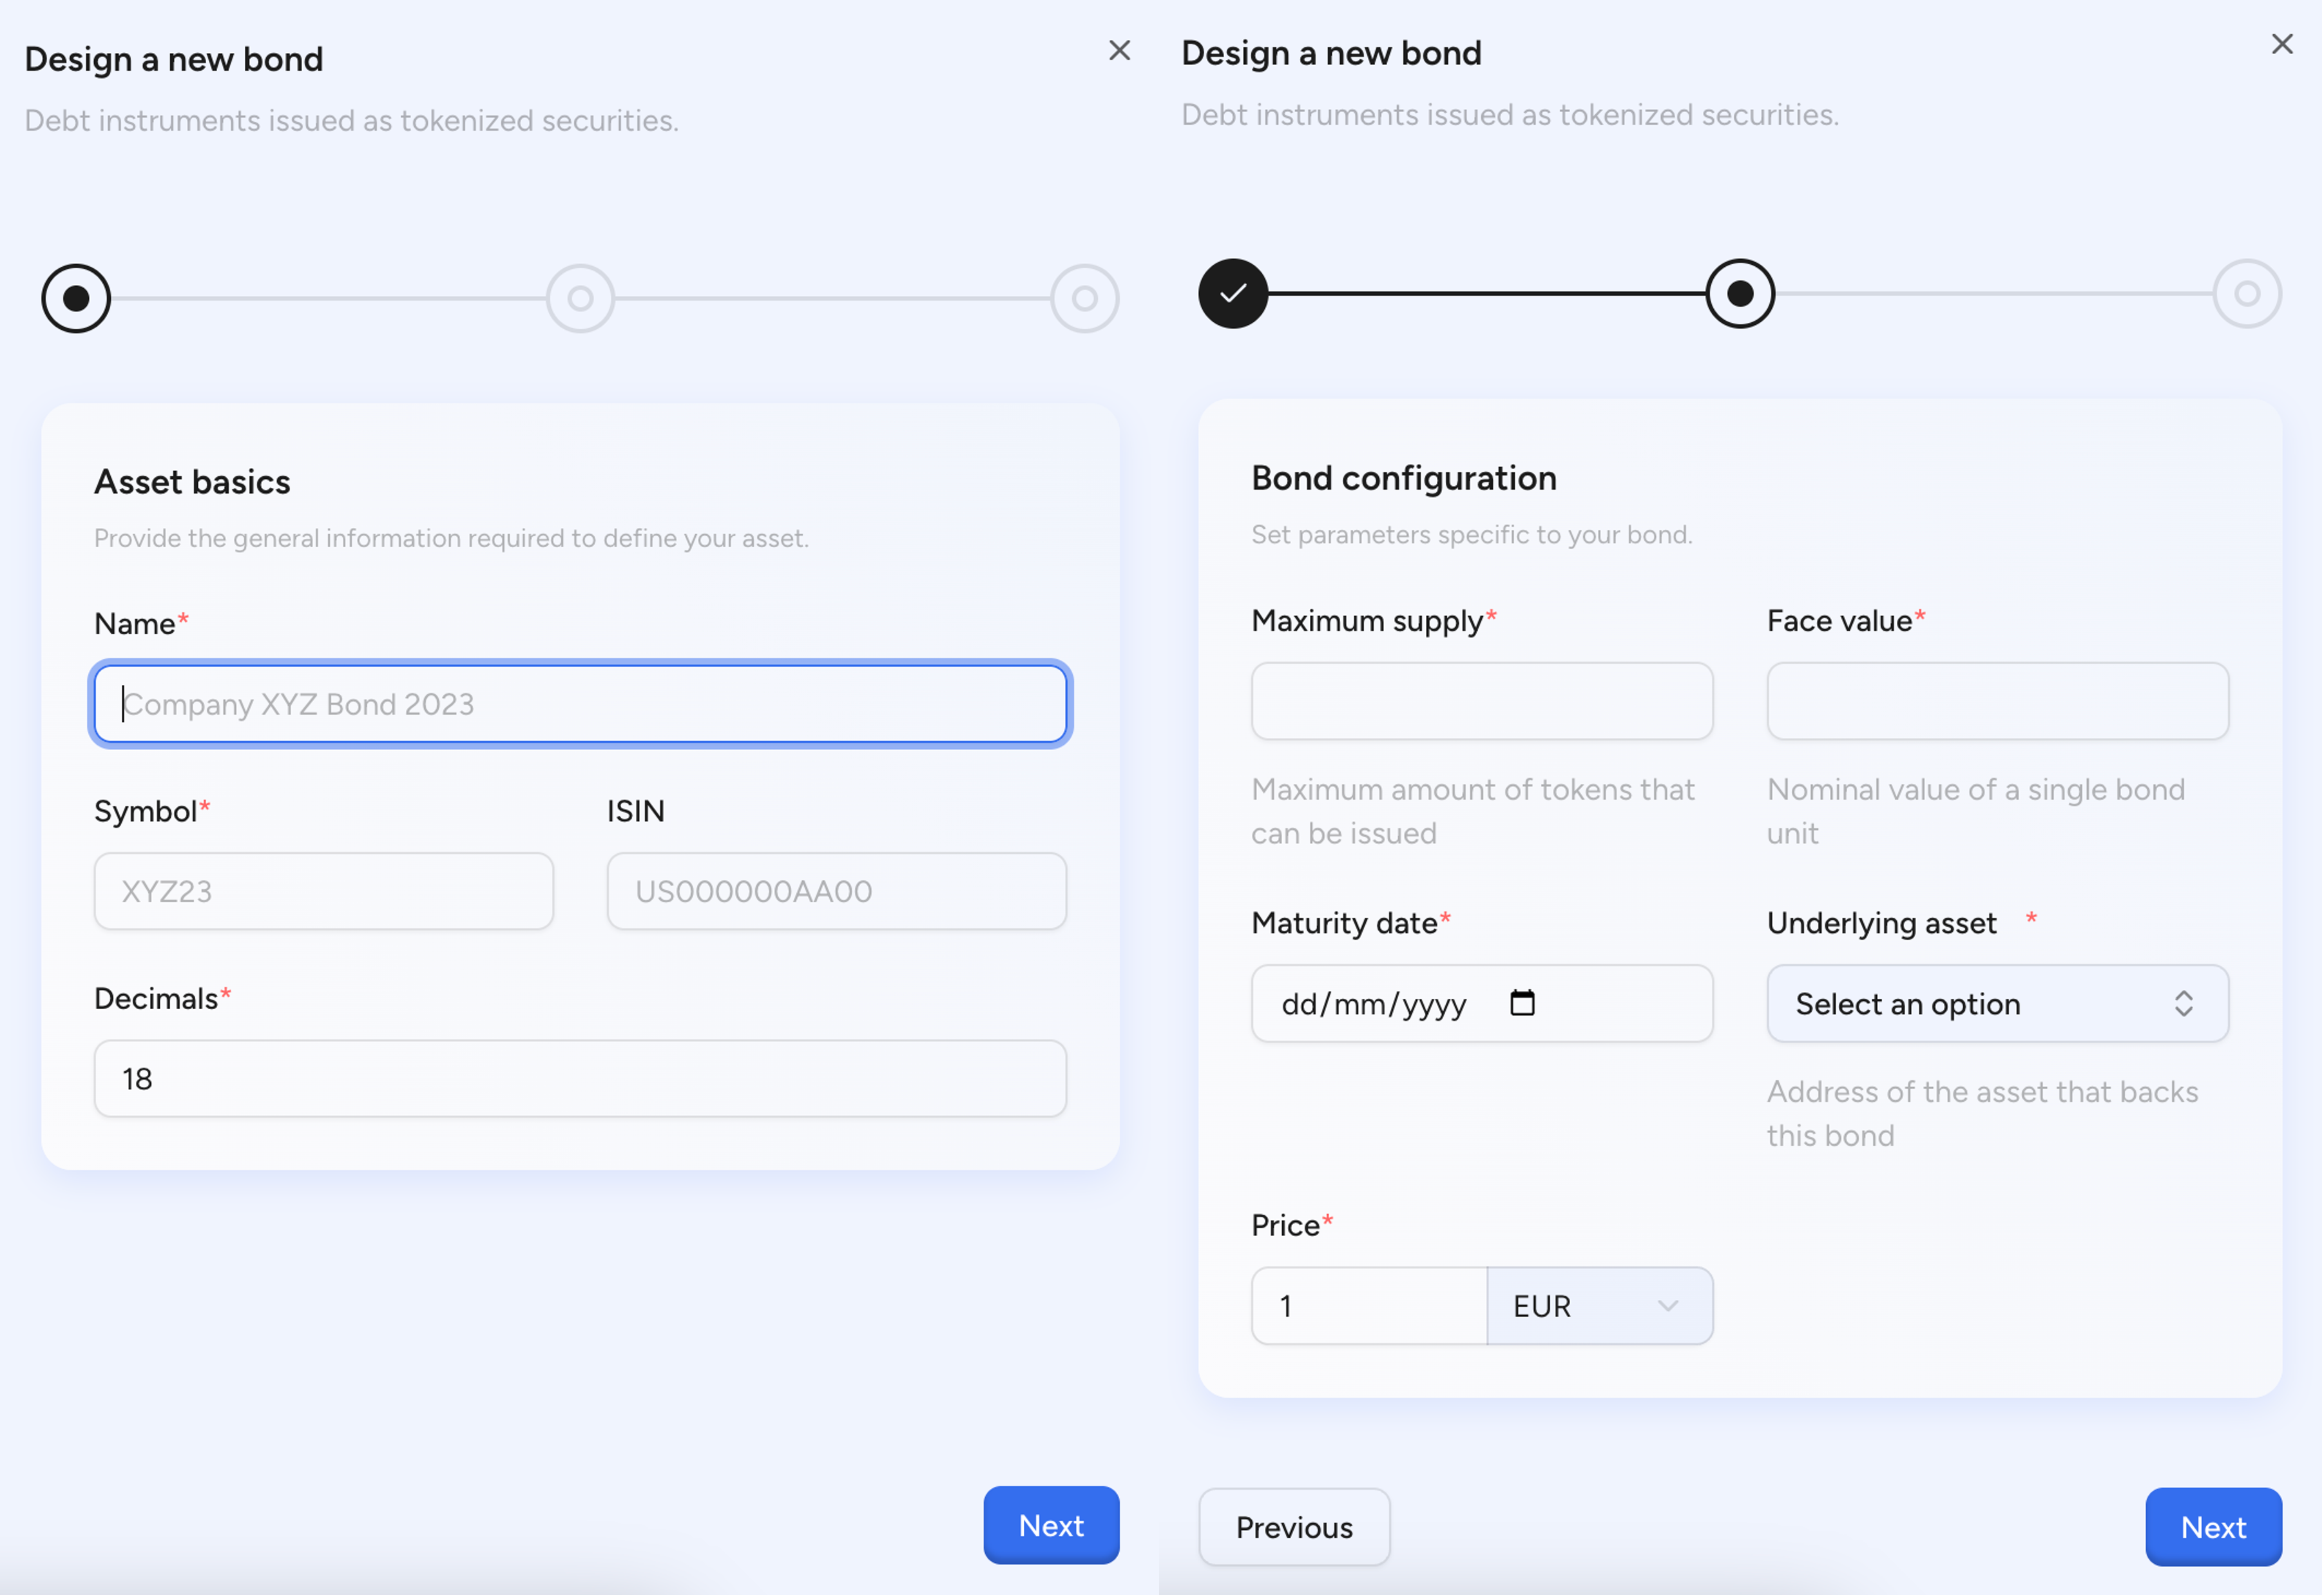 Design a new bond
Debt instruments issued as tokenized securities.
Asset basics
Provide the general information required to define your asset.
Name*
Company XYZ Bond 2023
Symbol*
ISIN
XYZ23
US000000AA00
Decimals*
18
Next
Design a new bond
Debt instruments issued as tokenized securities.
Bond configuration
Set parameters specific to your bond.
Maximum supply*
Face value*
Maximum amount of tokens that
can be issued
Nominal value of a single bond
unit
Maturity date*
Underlying asset *
dd/mm/yyyy
Select an option
Address of the asset that backs
this bond
Price*
1
EUR
Previous
Next